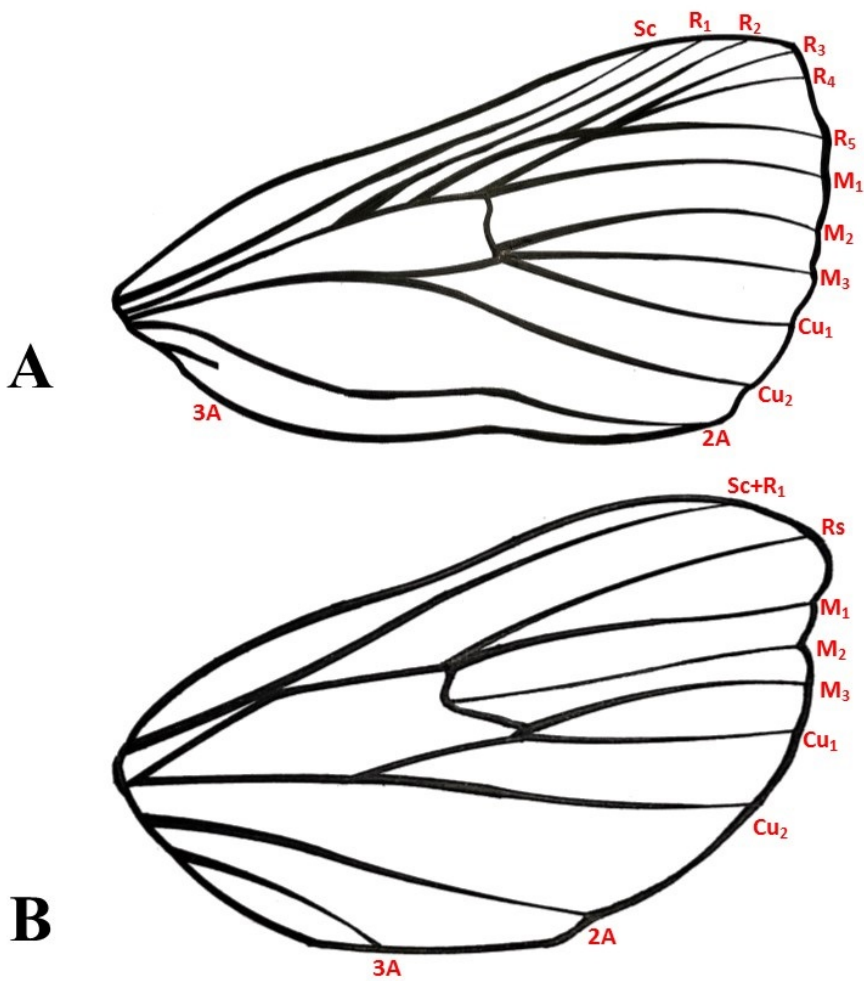 Sc
R₁
R₂
R₃
R₄
R₅
M₁
M₂
M₃
Cu₁
Cu₂
2A
3A
A
Sc+R₁
Rs
M₁
M₂
M₃
Cu₁
Cu₂
2A
3A
B